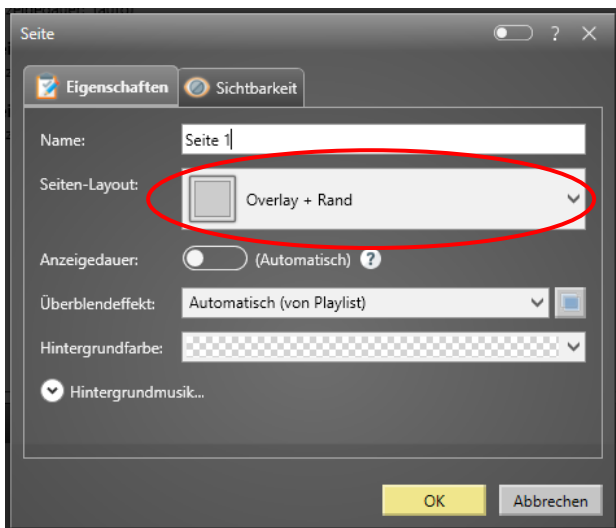 Seite
?
Eigenschaften
Sichtbarkeit
Name:
Seite 1
Seiten-Layout:
Overlay + Rand
Anzeigedauer:
(Automatisch) ?
Überblendeffekt:
Automatisch (von Playlist)
Hintergrundfarbe:
Hintergrundmusik...
OK
Abbrechen